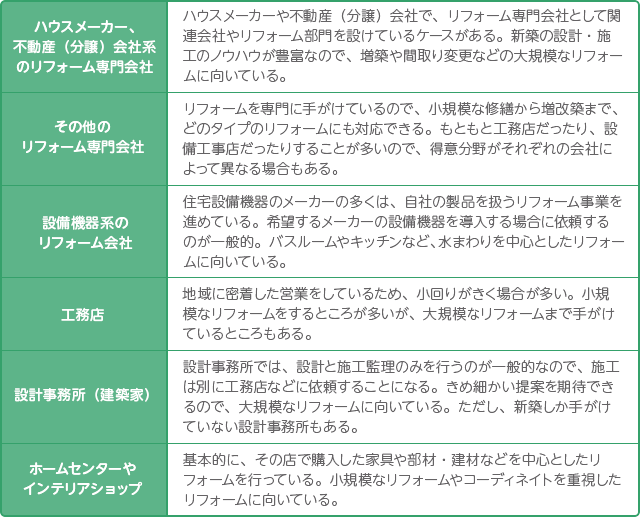 ハウスメーカー、
不動産（分譲）会社系
のリフォーム専門会社
ハウスメーカーや不動産（分譲）会社で、リフォーム専門会社として関
連会社やリフォーム部門を設けているケースがある。新築の設計・施
工のノウハウが豊富なので、増築や間取り変更などの大規模なリフォー
ムに向いている。
その他の
リフォーム専門会社
リフォームを専門に手がけているので、小規模な修繕から増改築まで、
どのタイプのリフォームにも対応できる。もともと工務店だったり、設
備工事店だったりすることが多いので、得意分野がそれぞれの会社に
よって異なる場合もある。
設備機器系の
リフォーム会社
住宅設備機器のメーカーの多くは、自社の製品を扱うリフォーム事業を
進めている。希望するメーカーの設備機器を導入する場合に依頼する
のが一般的。バスルームやキッチンなど、水まわりを中心としたリフォー
ムに向いている。
工務店
地域に密着した営業をしているため、小回りがきく場合が多い。小規
模なリフォームをするところが多いが、大規模なリフォームまで手がけ
ているところもある。
設計事務所（建築家）
設計事務所では、設計と施工監理のみを行うのが一般的なので、施工
は別に工務店などに依頼することになる。きめ細かい提案を期待でき
るので、大規模なリフォームに向いている。ただし、新築しか手がけ
ていない設計事務所もある。
ホームセンターや
インテリアショップ
基本的に、その店で購入した家具や部材・建材などを中心としたリ
フォームを行っている。小規模なリフォームやコーディネイトを重視した
リフォームに向いている。